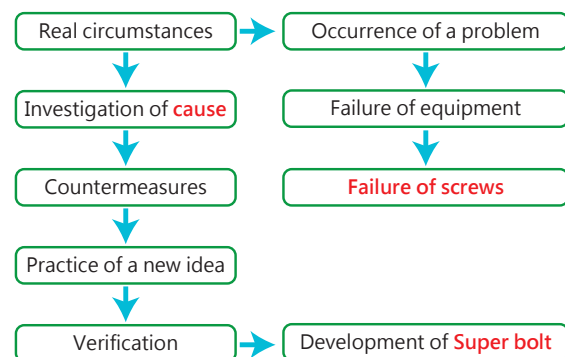 Real circumstances
Occurrence of a problem
Investigation of cause
Failure of equipment
Countermeasures
Failure of screws
Practice of a new idea
Verification
Development of Super bolt